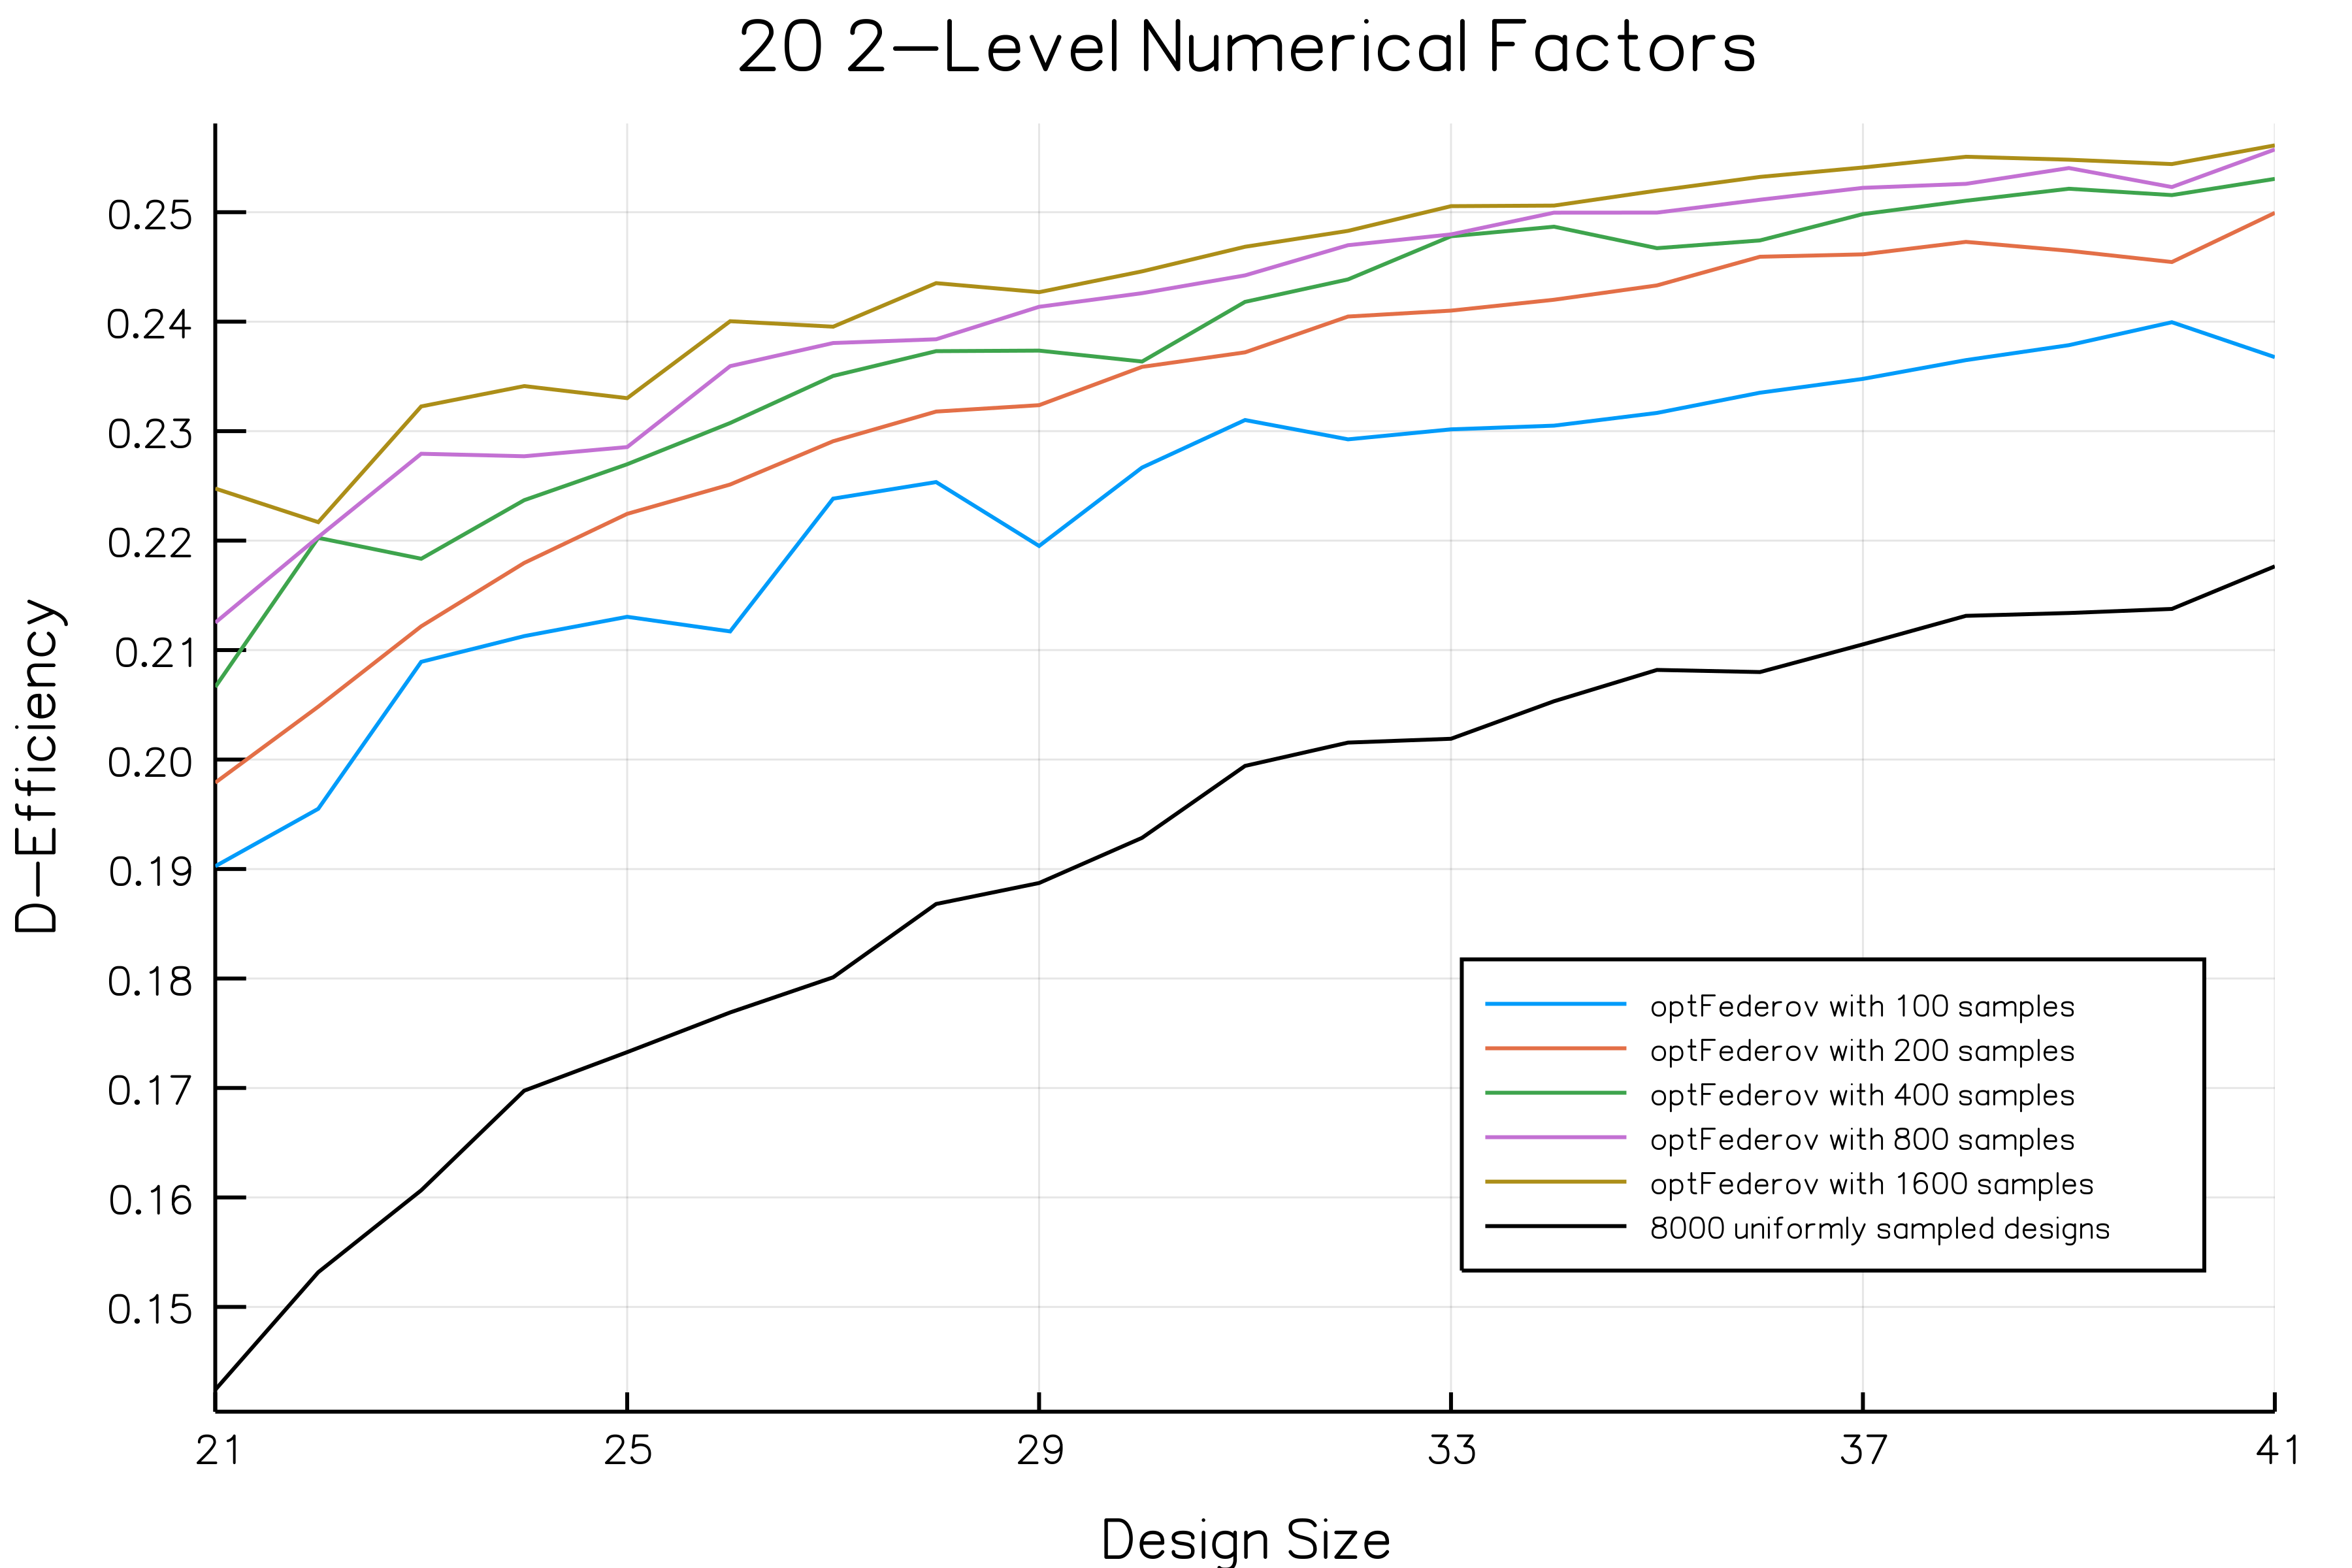 20 2-Level Numerical Factors
D-Efficiency
0.25
0.24
0.23
0.22
0.21
0.20
0.19
0.18
0.17
0.16
0.15
optFederov with 100 samples
optFederov with 200 samples
optFederov with 400 samples
optFederov with 800 samples
optFederov with 1600 samples
8000 uniformly sampled designs
21 25 29 33 37 41
Design Size